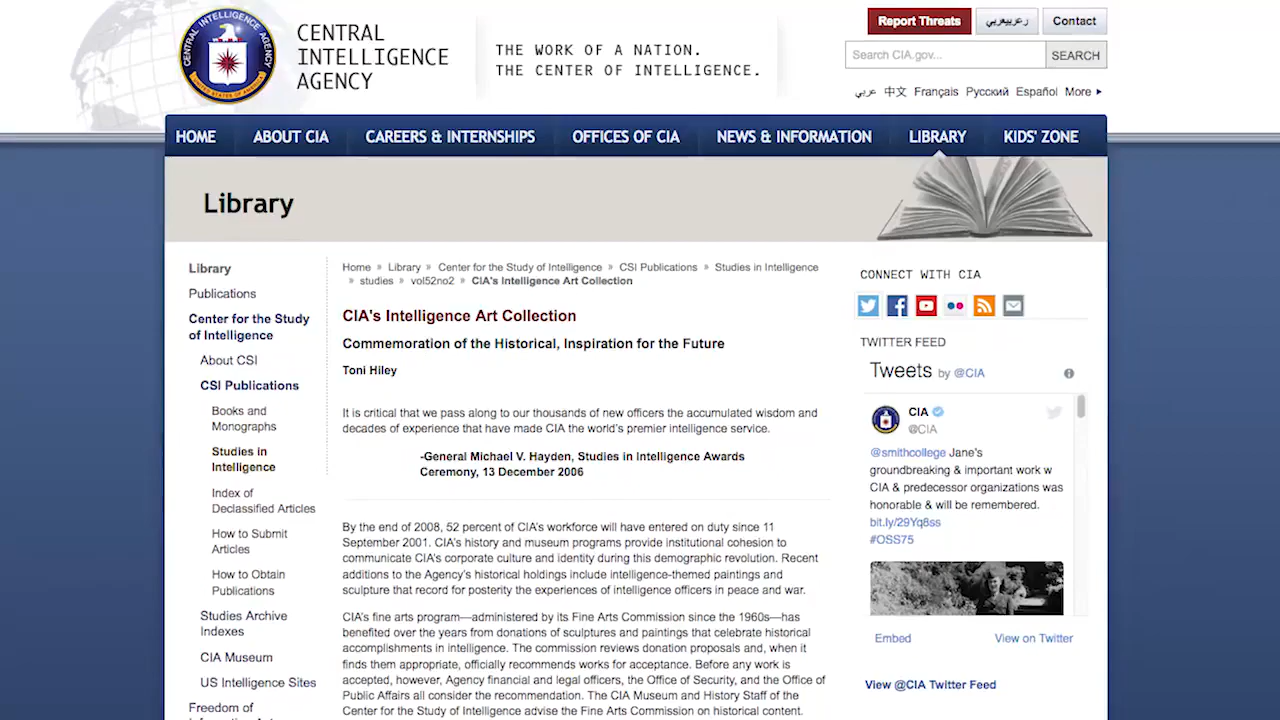 CENTRAL
INTELLIGENCE
AGENCY
THE WORK OF A NATION.
THE CENTER OF INTELLIGENCE.
Report Threats
Contact
Search CIA.gov...
SEARCH
عربي 中文 Français Русский Español More
HOME ABOUT CIA CAREERS & INTERNSHIPS OFFICES OF CIA NEWS & INFORMATION LIBRARY KIDS' ZONE
Library
Library
Publications
Center for the Study
of Intelligence
About CSI
CSI Publications
Books and
Monographs
Studies in
Intelligence
Index of
Declassified Articles
How to Submit
Articles
How to Obtain
Publications
Studies Archive
Indexes
CIA Museum
US Intelligence Sites
Freedom of
Home » Library » Center for the Study of Intelligence » CSI Publications » Studies in Intelligence
» studies » vol52no2 » CIA's Intelligence Art Collection
CIA's Intelligence Art Collection
Commemoration of the Historical, Inspiration for the Future
Toni Hiley
It is critical that we pass along to our thousands of new officers the accumulated wisdom and
decades of experience that have made CIA the world's premier intelligence service.
-General Michael V. Hayden, Studies in Intelligence Awards
Ceremony, 13 December 2006
By the end of 2008, 52 percent of CIA's workforce will have entered on duty since 11
September 2001. CIA's history and museum programs provide institutional cohesion to
communicate CIA's corporate culture and identity during this demographic revolution. Recent
additions to the Agency's historical holdings include intelligence-themed paintings and
sculpture that record for posterity the experiences of intelligence officers in peace and war.
CIA's fine arts program—administered by its Fine Arts Commission since the 1960s—has
benefited over the years from donations of sculptures and paintings that celebrate historical
accomplishments in intelligence. The commission reviews donation proposals and, when it
finds them appropriate, officially recommends works for acceptance. Before any work is
accepted, however, Agency financial and legal officers, the Office of Security, and the Office of
Public Affairs all consider the recommendation. The CIA Museum and History Staff of the
Center for the Study of Intelligence advise the Fine Arts Commission on historical content.
CONNECT WITH CIA
TWITTER FEED
Tweets by @CIA
CIA
@CIA
@smithcollege Jane's
groundbreaking & important work w
CIA & predecessor organizations was
honorable & will be remembered.
bit.ly/29Yq8ss
#OSS75
Embed View on Twitter
View @CIA Twitter Feed